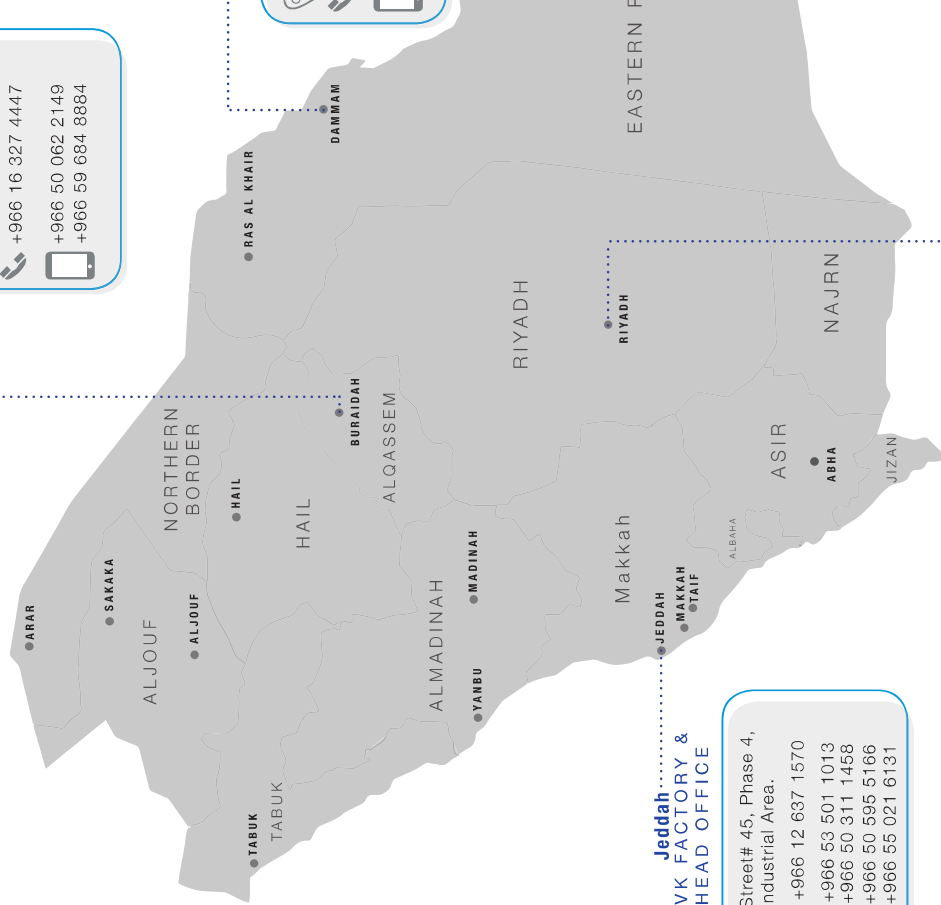 +966 16 327 4447
+966 50 062 2149
+966 59 684 8884
ARAR
SAKAKA
ALJOUF
ALJOUF
NORTHERN
BORDER
HAIL
HAIL
TABUK
TABUK
RAS AL KHAIR
DAMMAM
BURAIDAH
ALQASSEM
ALMADINAH
MADINAH
YANBU
RIYADH
RIYADH
EASTERN
Makkah
JEDDAH
MAKKAH
TAIF
ALBAHA
ASIR
ABHA
NAJRN
JIZAN
Jeddah
VK FACTORY &
HEAD OFFICE
Street# 45, Phase 4,
ndustrial Area.
+966 12 637 1570
+966 53 501 1013
+966 50 311 1458
+966 50 595 5166
+966 55 021 6131